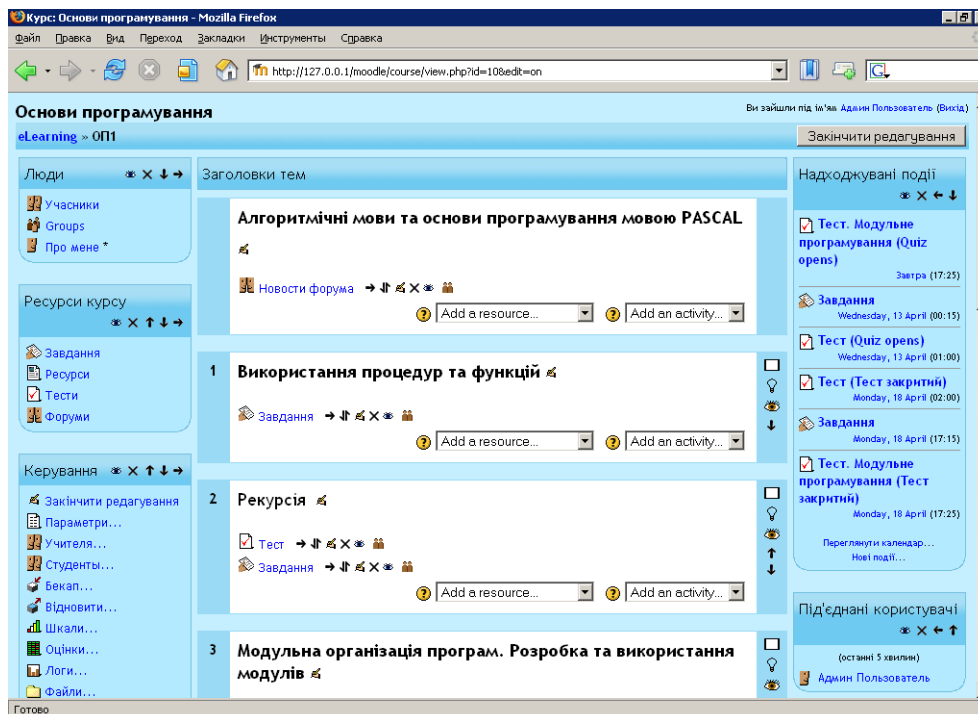 Курс: Основи програмування - Mozilla Firefox
Файл Правка Вид Переход Закладки Инструменты Справка
http://127.0.0.1/moodle/course/view.php?id=10&edit=on
Основи програмування
Ви зайшли під ім'ям Админ Пользователь (Вихід)
eLearning » ОП1
Закінчити редагування
Люди
Учасники
Groups
Про мене *
Ресурси курсу
Завдання
Ресурси
Тести
Форуми
Керування
Закінчити редагування
Параметри...
Учителя...
Студенты...
Бекап...
Відновити...
Шкали...
Оцінки...
Логи...
Файли...
Заголовки тем
Алгоритмічні мови та основи програмування мовою PASCAL
Новости форума
Add a resource... Add an activity...
1 Використання процедур та функцій
Завдання
Add a resource... Add an activity...
2 Рекурсія
Тест
Завдання
Add a resource... Add an activity...
3 Модульна організація програм. Розробка та використання
модулів
Надходжувані події
Тест. Модульне
програмування (Quiz
opens)
Завтра (17:25)
Завдання
Wednesday, 13 April (00:15)
Тест (Quiz opens)
Wednesday, 13 April (01:00)
Тест (Тест закритий)
Monday, 18 April (02:00)
Завдання
Monday, 18 April (17:15)
Тест. Модульне
програмування (Тест
закритий)
Monday, 18 April (17:25)
Переглянути календар...
Нові події...
Під'єднані користувачі
(останні 5 хвилин)
Админ Пользователь
Готово